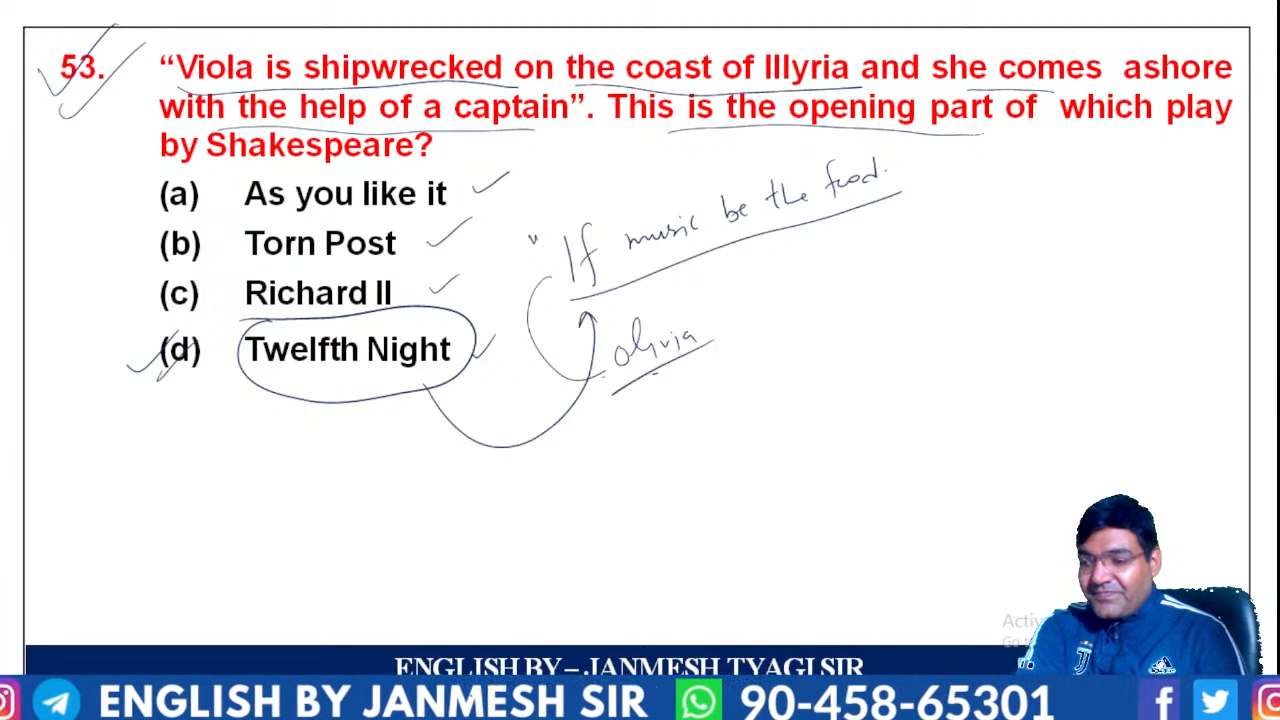 53. “Viola is shipwrecked on the coast of Illyria and she comes ashore
with the help of a captain”. This is the opening part of which play
by Shakespeare?
(a) As you like it
(b) Torn Post
(c) Richard II
(d) Twelfth Night
" If music be the food.
olivia
Activ
Go t
ENGLISH BY – JANMESH TYAGI SIR
ENGLISH BY JANMESH SIR 90-458-65301